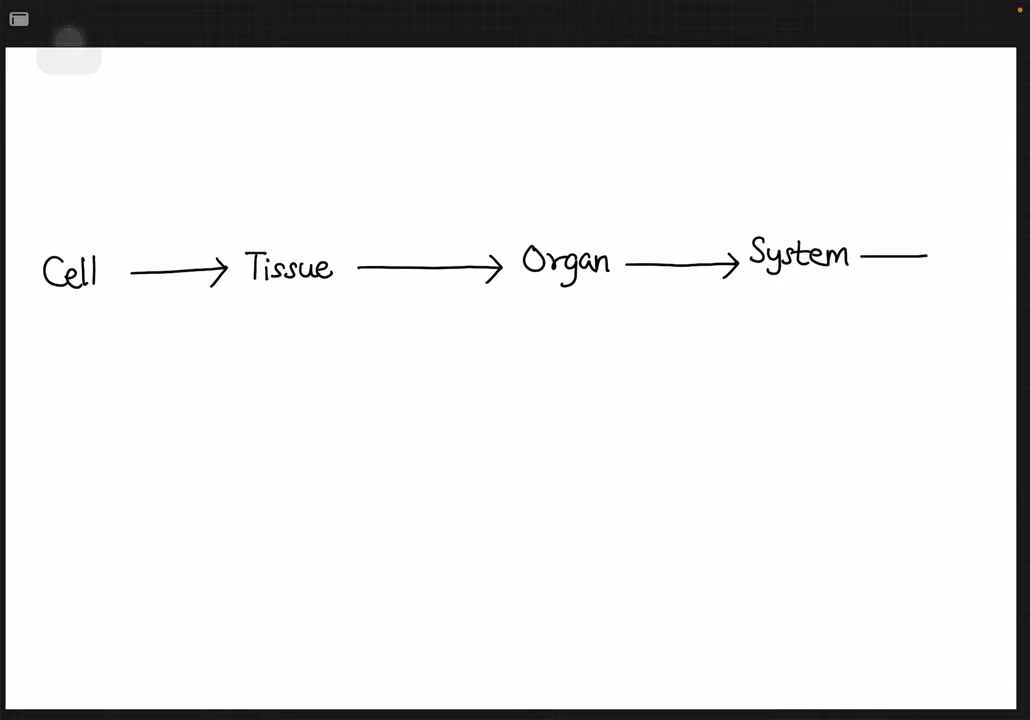 Cell → Tissue → Organ → System —